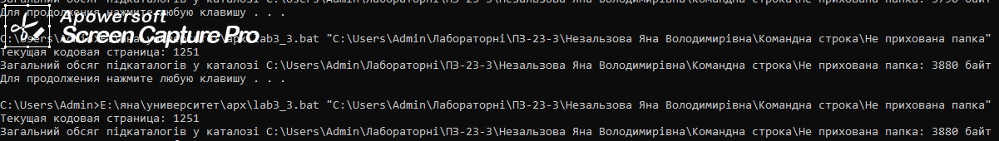 Загальний обсяг підкаталогів у каталозі C:\Users\Admin\Лабораторні\ПЗ-23-3\Незальзова Яна Володимирівна\Командна строка\Не прихована папка: 3790 байт
Для продолжения нажмите любую клавишу . . .
Apowersoft
Screen Capture Pro
C:\Users\Admin>E:\яна\университет\арх\lab3_3.bat "C:\Users\Admin\Лабораторні\ПЗ-23-3\Незальзова Яна Володимирівна\Командна строка\Не прихована папка"
Текущая кодовая страница: 1251
Загальний обсяг підкаталогів у каталозі C:\Users\Admin\Лабораторні\ПЗ-23-3\Незальзова Яна Володимирівна\Командна строка\Не прихована папка: 3880 байт
Для продолжения нажмите любую клавишу . . .
C:\Users\Admin>E:\яна\университет\арх\lab3_3.bat "C:\Users\Admin\Лабораторні\ПЗ-23-3\Незальзова Яна Володимирівна\Командна строка\Не прихована папка"
Текущая кодовая страница: 1251
Загальний обсяг підкаталогів у каталозі C:\Users\Admin\Лабораторні\ПЗ-23-3\Незальзова Яна Володимирівна\Командна строка\Не прихована папка: 3880 байт